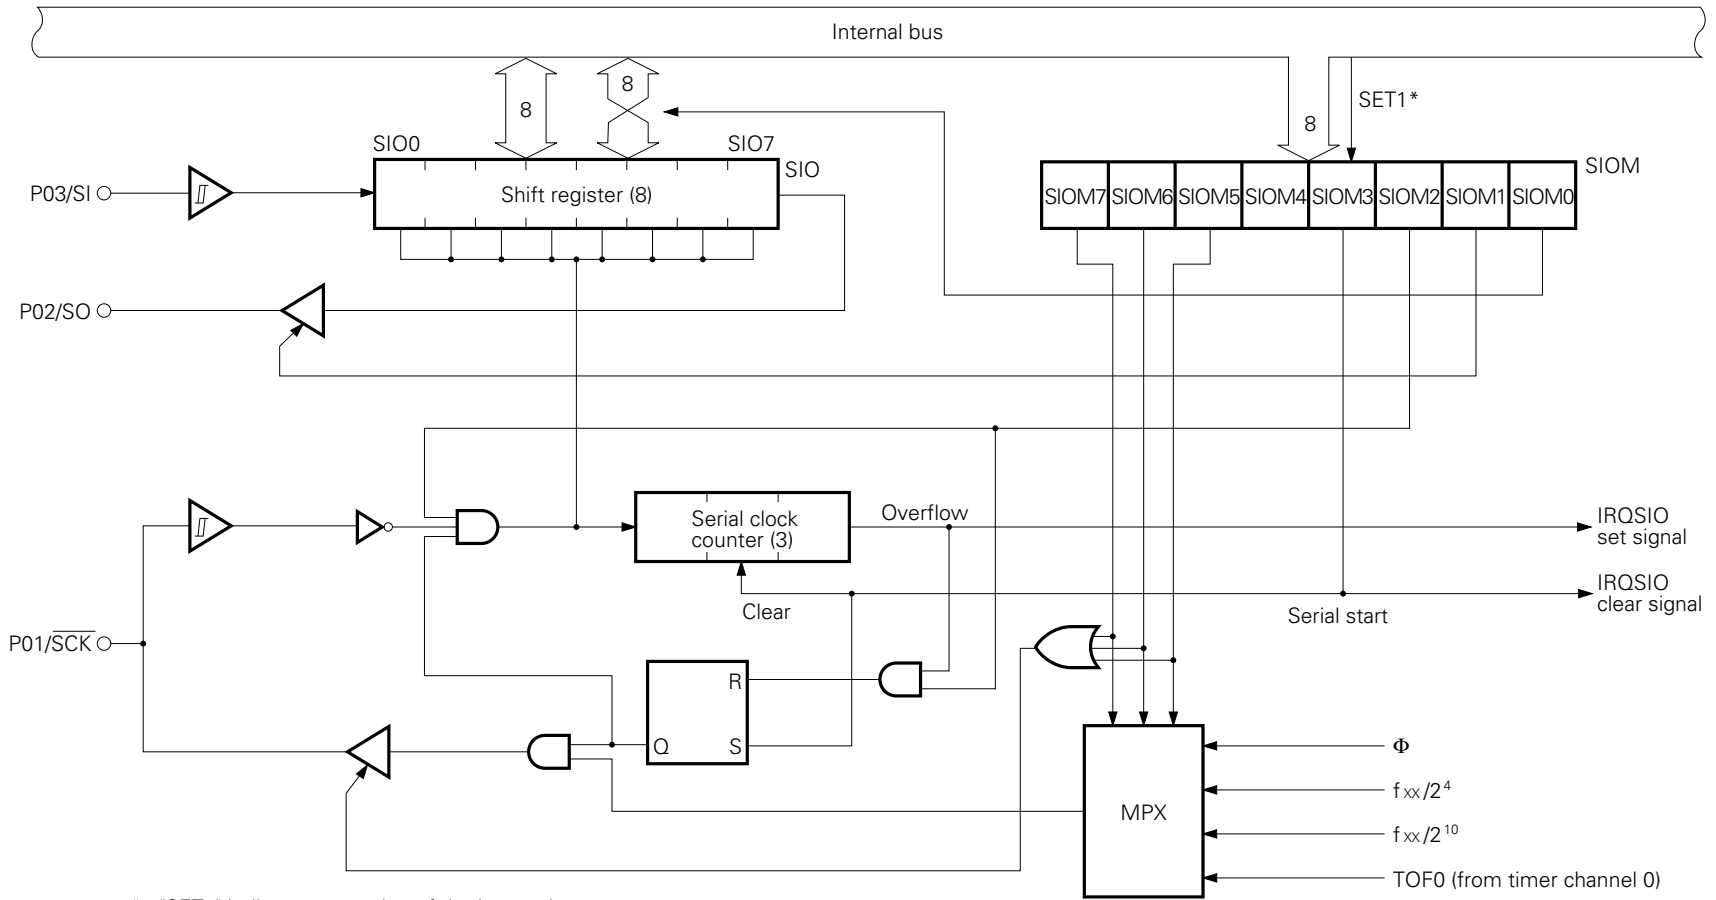 Internal bus
8
8
SET1*
8
SIO0
SIO7
SIO
SIOM
P03/SI
Shift register (8)
SIOM7
SIOM6
SIOM5
SIOM4
SIOM3
SIOM2
SIOM1
SIOM0
P02/SO
Serial clock
counter (3)
Overflow
IRQSIO
set signal
Clear
Serial start
IRQSIO
clear signal
P01/S̅C̅K̅
R
Q
S
MPX
Φ
fxx/2⁴
fxx/2¹⁰
TOF0 (from timer channel 0)